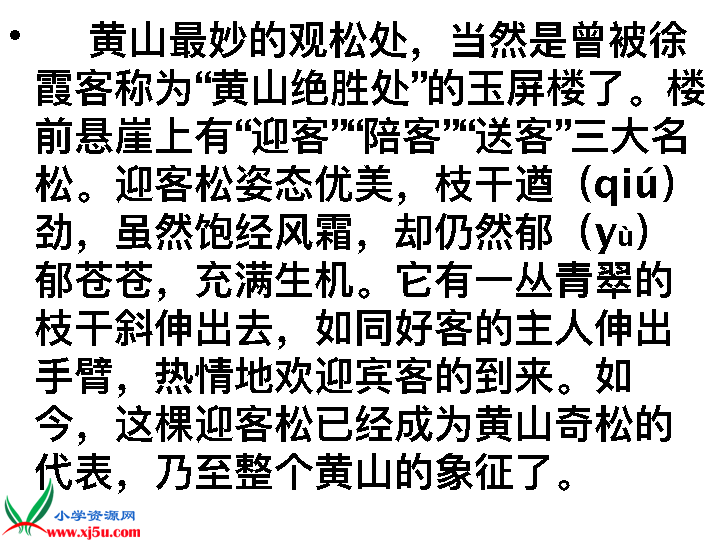 • 黄山最妙的观松处，当然是曾被徐
霞客称为“黄山绝胜处”的玉屏楼了。楼
前悬崖上有“迎客”“陪客”“送客”三大名
松。迎客松姿态优美，枝干遒（qiú）
劲，虽然饱经风霜，却仍然郁（yù）
郁苍苍，充满生机。它有一丛青翠的
枝干斜伸出去，如同好客的主人伸出
手臂，热情地欢迎宾客的到来。如
今，这棵迎客松已经成为黄山奇松的
代表，乃至整个黄山的象征了。
小学资源网
www.xj5u.com